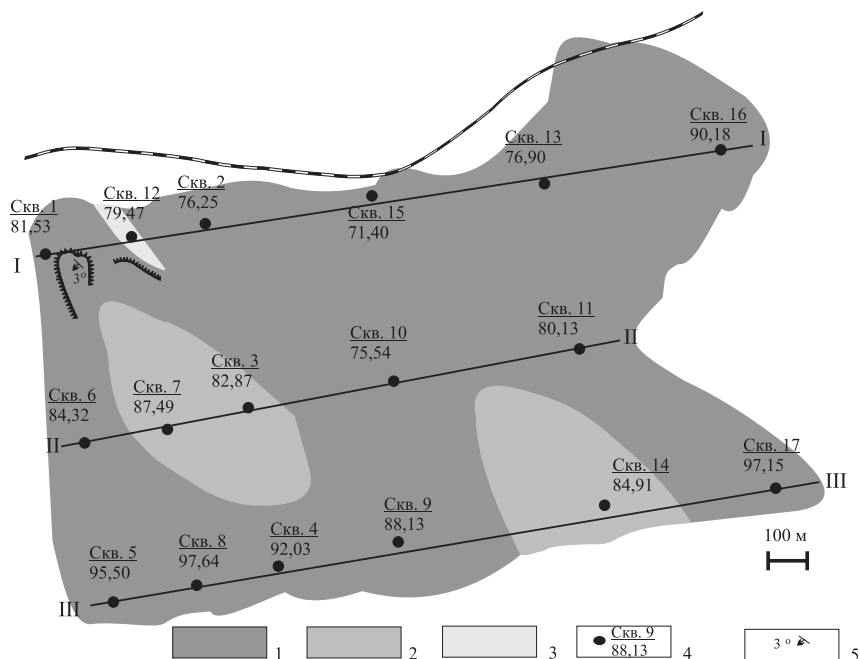 Скв. 16
90,18
I
Скв. 13
76,90
Скв. 12
79,47
Скв. 2
76,25
Скв. 1
81,53
Скв. 15
71,40
I
3 о
Скв. 11
80,13
II
Скв. 10
75,54
Скв. 3
82,87
Скв. 7
87,49
Скв. 6
84,32
II
Скв. 17
97,15
III
Скв. 14
84,91
Скв. 9
88,13
Скв. 4
92,03
Скв. 8
97,64
Скв. 5
95,50
III
100 м
1
2
3
Скв. 9
88,13
4
3 о
5